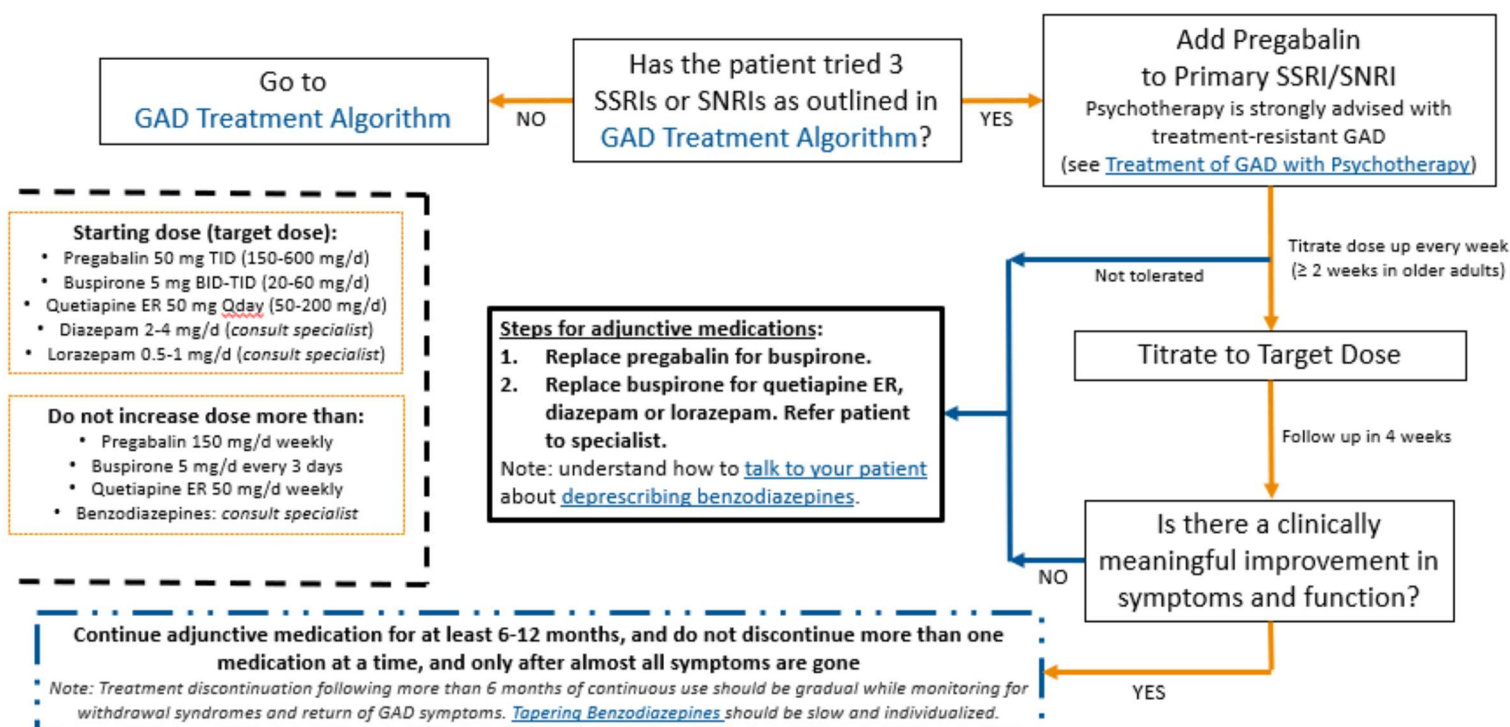 Go to
GAD Treatment Algorithm
NO
Has the patient tried 3
SSRIs or SNRIs as outlined in
GAD Treatment Algorithm?
YES
Add Pregabalin
to Primary SSRI/SNRI
Psychotherapy is strongly advised with
treatment-resistant GAD
(see Treatment of GAD with Psychotherapy)
Starting dose (target dose):
• Pregabalin 50 mg TID (150-600 mg/d)
• Buspirone 5 mg BID-TID (20-60 mg/d)
• Quetiapine ER 50 mg Qday (50-200 mg/d)
• Diazepam 2-4 mg/d (consult specialist)
• Lorazepam 0.5-1 mg/d (consult specialist)
Do not increase dose more than:
• Pregabalin 150 mg/d weekly
• Buspirone 5 mg/d every 3 days
• Quetiapine ER 50 mg/d weekly
• Benzodiazepines: consult specialist
Titrate dose up every week
(≥ 2 weeks in older adults)
Not tolerated
Steps for adjunctive medications:
1. Replace pregabalin for buspirone.
2. Replace buspirone for quetiapine ER,
diazepam or lorazepam. Refer patient
to specialist.
Note: understand how to talk to your patient
about deprescribing benzodiazepines.
Titrate to Target Dose
Follow up in 4 weeks
Is there a clinically
meaningful improvement in
symptoms and function?
NO
YES
Continue adjunctive medication for at least 6-12 months, and do not discontinue more than one
medication at a time, and only after almost all symptoms are gone
Note: Treatment discontinuation following more than 6 months of continuous use should be gradual while monitoring for
withdrawal syndromes and return of GAD symptoms. Tapering Benzodiazepines should be slow and individualized.